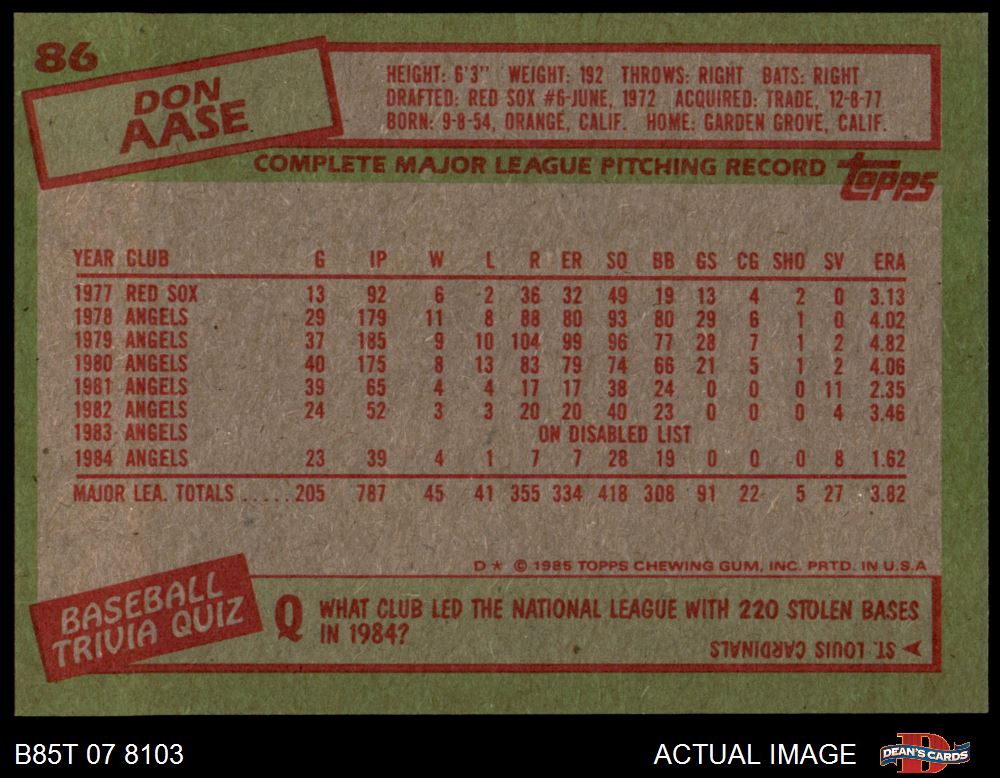 86
DON
AASE
HEIGHT: 6'3" WEIGHT: 192 THROWS: RIGHT BATS: RIGHT
DRAFTED: RED SOX #6-JUNE, 1972 ACQUIRED: TRADE, 12-8-77
BORN: 9-8-54, ORANGE, CALIF. HOME: GARDEN GROVE, CALIF.
COMPLETE MAJOR LEAGUE PITCHING RECORD
topps
YEAR CLUB G IP W L R ER SO BB GS CG SHO SV ERA
1977 RED SOX 13 92 6 2 36 32 49 19 13 4 2 0 3.13
1978 ANGELS 29 179 11 8 88 80 93 80 29 6 1 0 4.02
1979 ANGELS 37 185 9 10 104 99 96 77 28 7 1 2 4.82
1980 ANGELS 40 175 8 13 83 79 74 66 21 5 1 2 4.06
1981 ANGELS 39 65 4 4 17 17 38 24 0 0 0 11 2.35
1982 ANGELS 24 52 3 3 20 20 40 23 0 0 0 4 3.46
1983 ANGELS ON DISABLED LIST
1984 ANGELS 23 39 4 1 7 7 28 19 0 0 0 8 1.62
MAJOR LEA. TOTALS ..... 205 787 45 41 355 334 418 308 91 22 5 27 3.82
D* © 1985 TOPPS CHEWING GUM, INC. PRTD. IN U.S.A
BASEBALL
TRIVIA QUIZ
Q WHAT CLUB LED THE NATIONAL LEAGUE WITH 220 STOLEN BASES
IN 1984?
ST. LOUIS CARDINALS
B85T 07 8103
ACTUAL IMAGE
D
DEAN'S CARDS